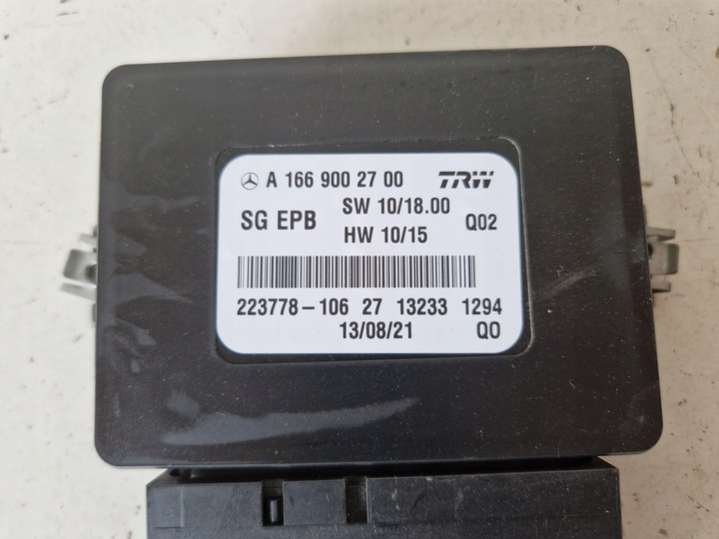 A 166 900 27 00 TRW
SG EPB SW 10/18.00 Q02
HW 10/15
223778-106 27 13233 1294
13/08/21 QO